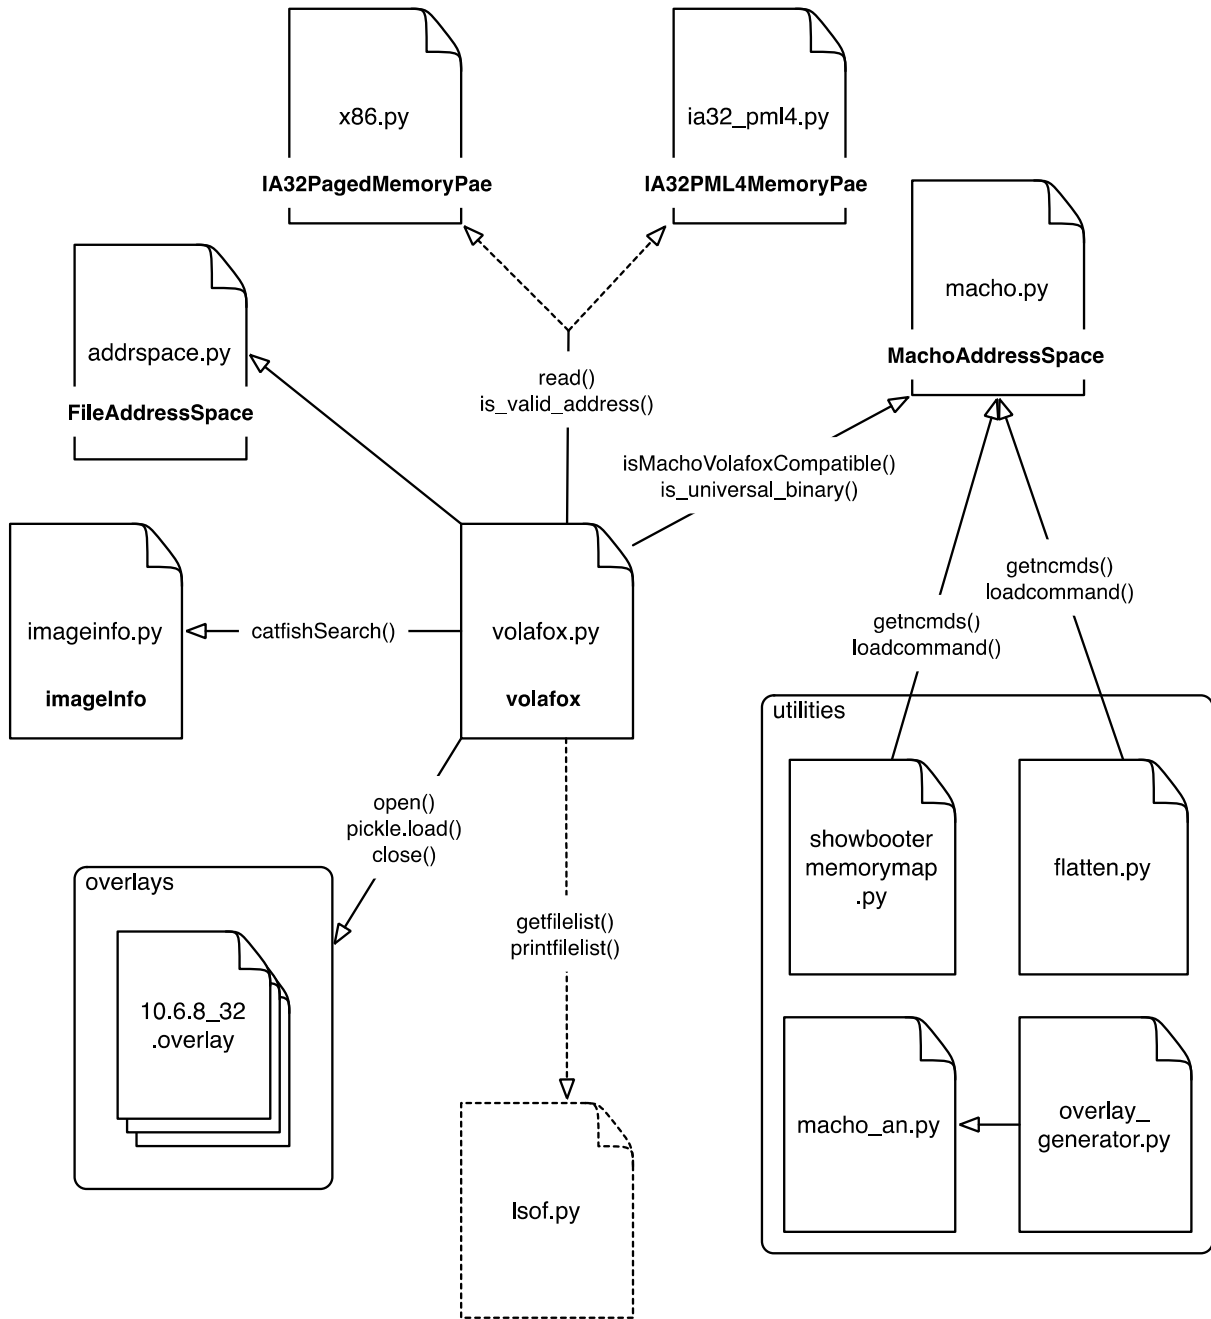 x86.py
IA32PagedMemoryPae
ia32_pml4.py
IA32PML4MemoryPae
macho.py
MachoAddressSpace
addrspace.py
FileAddressSpace
read()
is_valid_address()
isMachoVolafoxCompatible()
is_universal_binary()
imageinfo.py
imageInfo
catfishSearch()
volafox.py
volafox
getncmds()
loadcommand()
getncmds()
loadcommand()
open()
pickle.load()
close()
overlays
10.6.8_32
.overlay
getfilelist()
printfilelist()
lsof.py
utilities
showbooter
memorymap
.py
flatten.py
macho_an.py
overlay_
generator.py